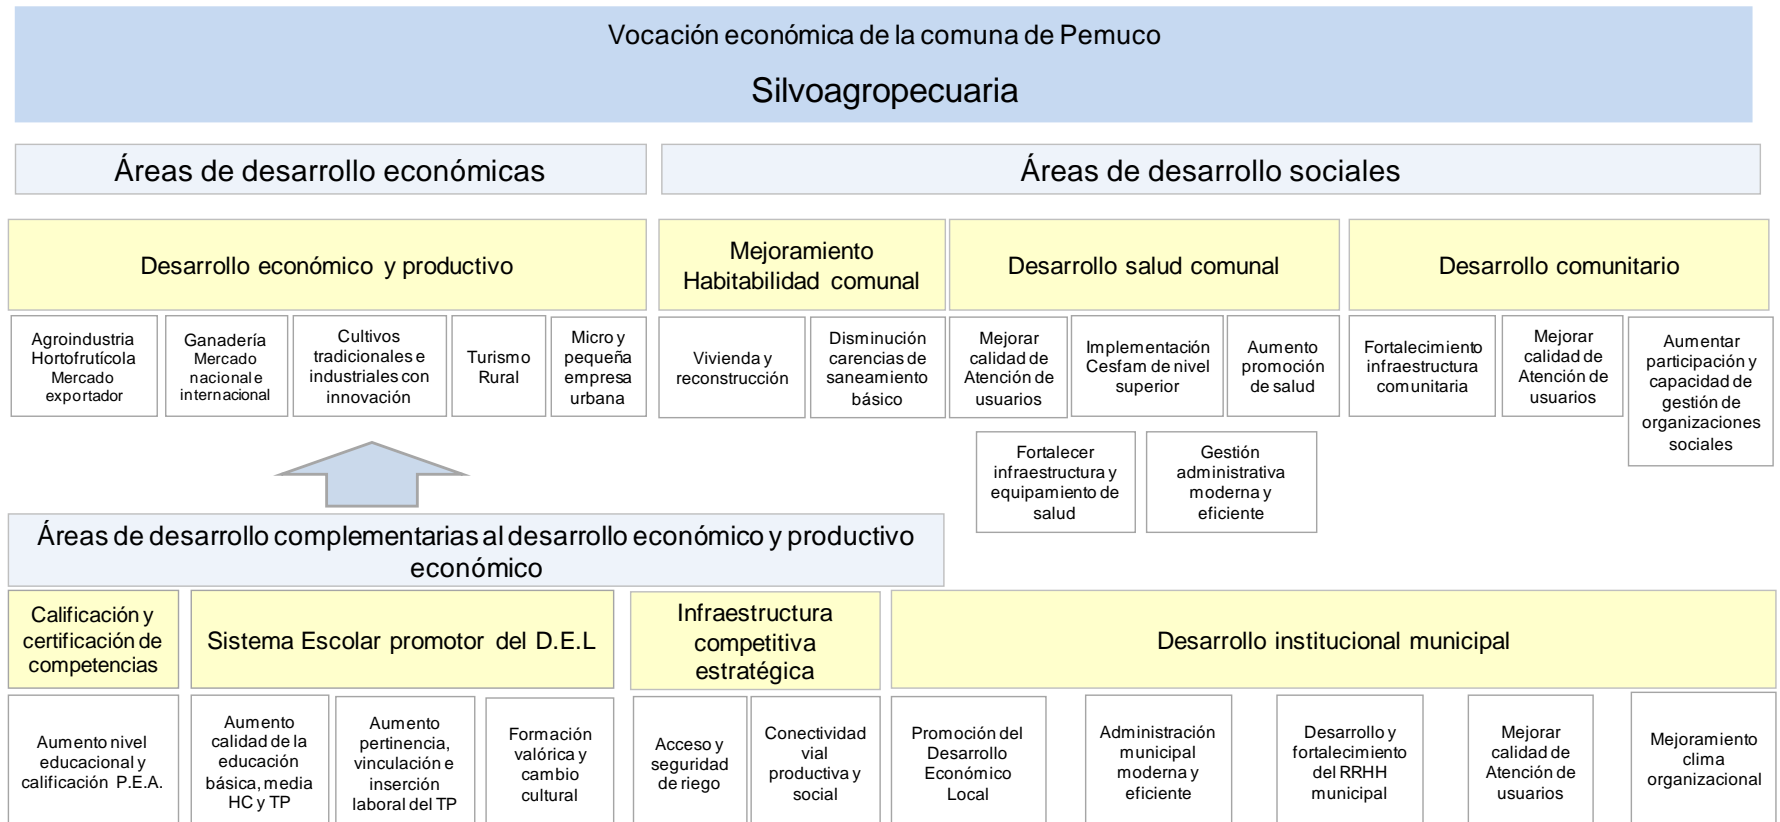 Vocación económica de la comuna de Pemuco
Silvoagropecuaria
Áreas de desarrollo económicas
Áreas de desarrollo sociales
Desarrollo económico y productivo
Mejoramiento
Habitabilidad comunal
Desarrollo salud comunal
Desarrollo comunitario
Agroindustria
Hortofrutícola
Mercado
exportador
Ganadería
Mercado
nacional e
internacional
Cultivos
tradicionales e
industriales con
innovación
Turismo
Rural
Micro y
pequeña
empresa
urbana
Vivienda y
reconstrucción
Disminución
carencias de
saneamiento
básico
Mejorar
calidad de
Atención de
usuarios
Implementación
Cesfam de nivel
superior
Aumento
promoción
de salud
Fortalecimiento
infraestructura
comunitaria
Mejorar
calidad de
Atención de
usuarios
Aumentar
participación y
capacidad de
gestión de
organizaciones
sociales
Fortalecer
infraestructura y
equipamiento de
salud
Gestión
administrativa
moderna y
eficiente
Áreas de desarrollo complementarias al desarrollo económico y productivo
económico
Calificación y
certificación de
competencias
Sistema Escolar promotor del D.E.L
Infraestructura
competitiva
estratégica
Desarrollo institucional municipal
Aumento nivel
educacional y
calificación P.E.A.
Aumento
calidad de la
educación
básica, media
HC y TP
Aumento
pertinencia,
vinculación e
inserción
laboral del TP
Formación
valórica y
cambio
cultural
Acceso y
seguridad
de riego
Conectividad
vial
productiva y
social
Promoción del
Desarrollo
Económico
Local
Administración
municipal
moderna y
eficiente
Desarrollo y
fortalecimiento
del RRHH
municipal
Mejorar
calidad de
Atención de
usuarios
Mejoramiento
clima
organizacional